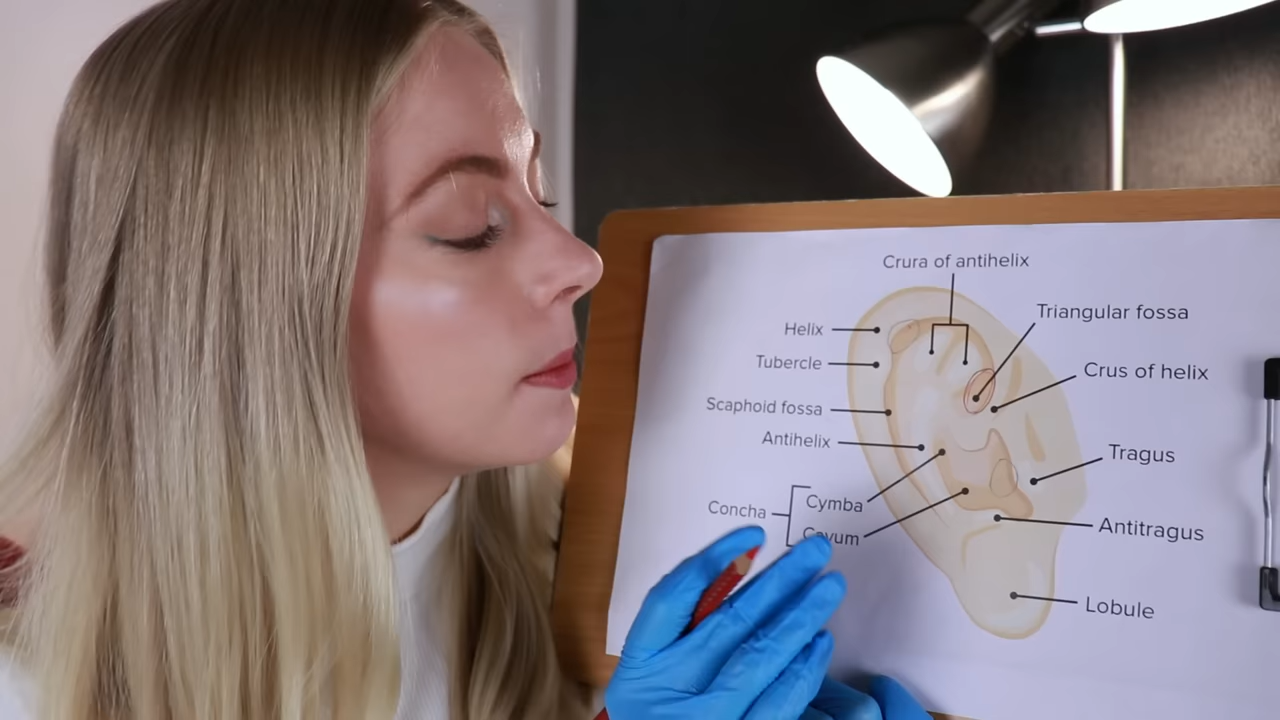 Crura of antihelix
Triangular fossa
Helix
Tubercle
Crus of helix
Scaphoid fossa
Antihelix
Tragus
Concha
Cymba
Cavum
Antitragus
Lobule